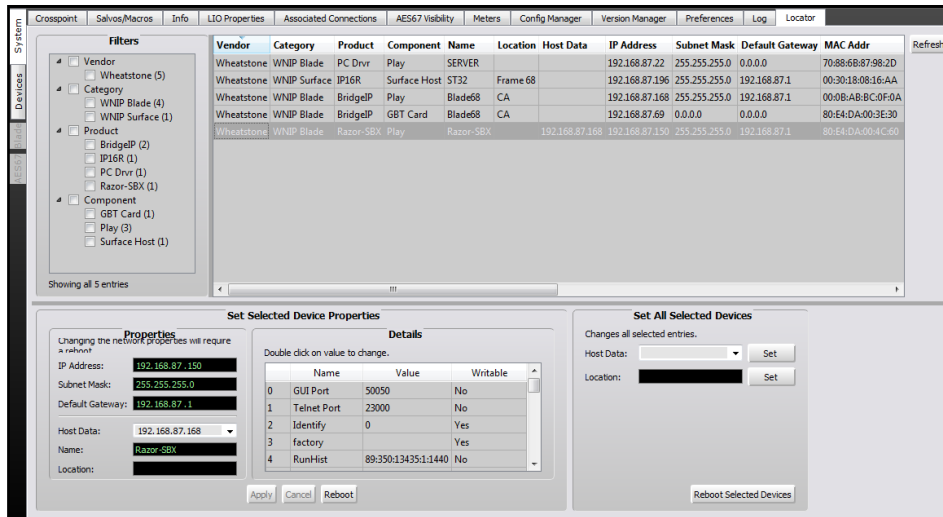 Crosspoint Salvos/Macros Info LIO Properties Associated Connections AES67 Visibility Meters Config Manager Version Manager Preferences Log Locator
System
Devices
AES67 Blade
Filters
Vendor
Wheatstone (5)
Category
WNIP Blade (4)
WNIP Surface (1)
Product
BridgeIP (2)
IP16R (1)
PC Drvr (1)
Razor-SBX (1)
Component
GBT Card (1)
Play (3)
Surface Host (1)
Showing all 5 entries
Vendor Category Product Component Name Location Host Data IP Address Subnet Mask Default Gateway MAC Addr
Wheatstone WNIP Blade PC Drvr Play SERVER 192.168.87.22 255.255.255.0 0.0.0.0 70:88:6B:87:98:2D
Wheatstone WNIP Surface IP16R Surface Host ST32 Frame 68 192.168.87.196 255.255.255.0 192.168.87.1 00:30:18:08:16:AA
Wheatstone WNIP Blade BridgeIP Play Blade68 CA 192.168.87.168 255.255.255.0 192.168.87.1 00:0B:AB:BC:0F:0A
Wheatstone WNIP Blade BridgeIP GBT Card Blade68 CA 192.168.87.69 0.0.0.0 0.0.0.0 80:E4:DA:00:3E:30
Wheatstone WNIP Blade Razor-SBX Play Razor-SBX 192.168.87.168 192.168.87.150 255.255.255.0 192.168.87.1 80:E4:DA:00:4C:60
Refresh
Set Selected Device Properties
Properties
Changing the network properties will require
a reboot
IP Address: 192.168.87.150
Subnet Mask: 255.255.255.0
Default Gateway: 192.168.87.1
Host Data: 192.168.87.168
Name: Razor-SBX
Location:
Details
Double click on value to change.
Name Value Writable
0 GUI Port 50050 No
1 Telnet Port 23000 No
2 Identify 0 Yes
3 factory Yes
4 RunHist 89:350:13435:1:1440 No
Apply Cancel Reboot
Set All Selected Devices
Changes all selected entries.
Host Data: Set
Location: Set
Reboot Selected Devices